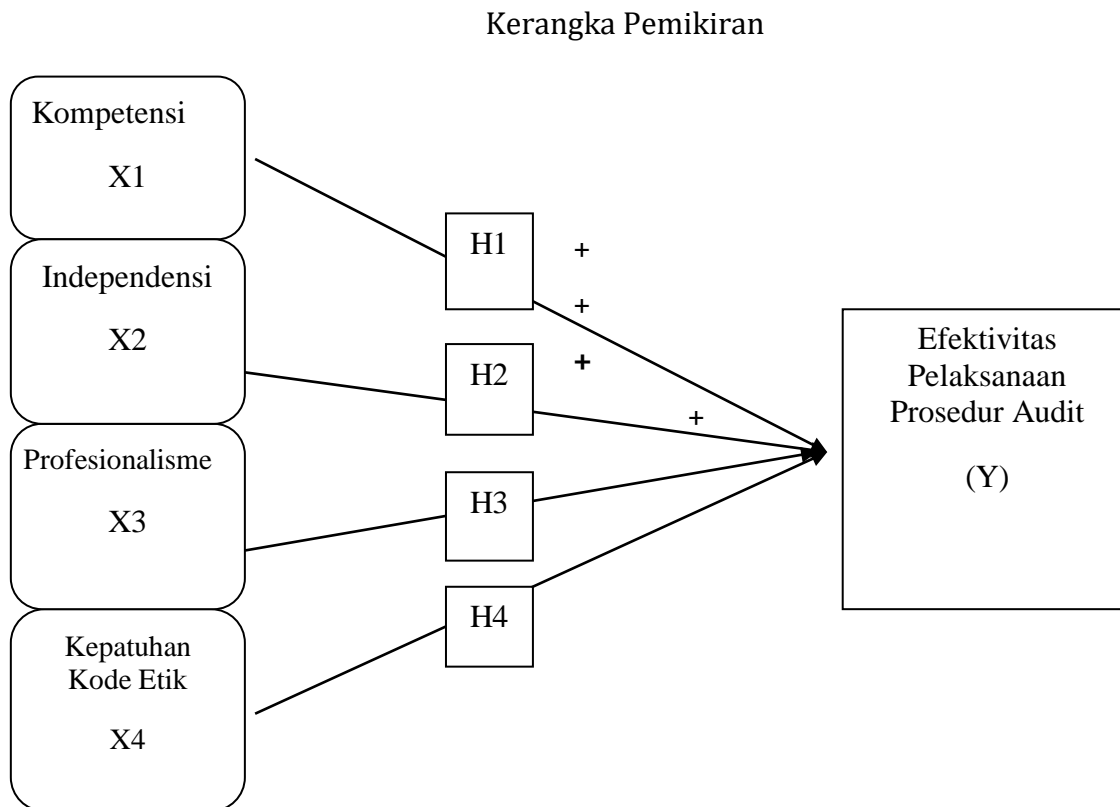 Kerangka Pemikiran
Kompetensi
X1
Independensi
X2
Profesionalisme
X3
Kepatuhan
Kode Etik
X4
H1
+
+
H2
+
+
H3
H4
Efektivitas
Pelaksanaan
Prosedur Audit
(Y)